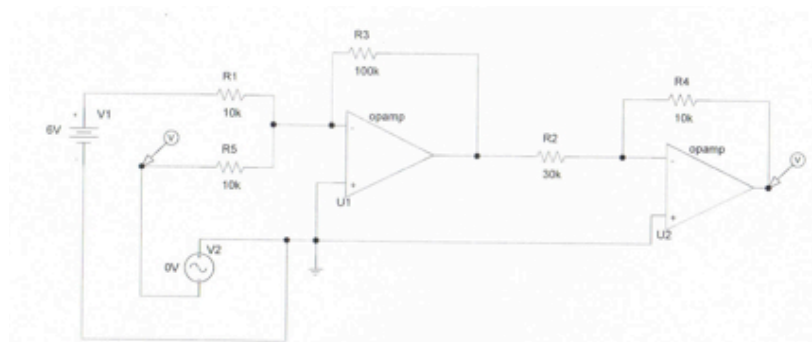 R3
100k
R1
10k
V1
+
6V
-
V
R5
10k
opamp
-
+
U1
R2
30k
R4
10k
opamp
-
+
U2
V
V2
0V